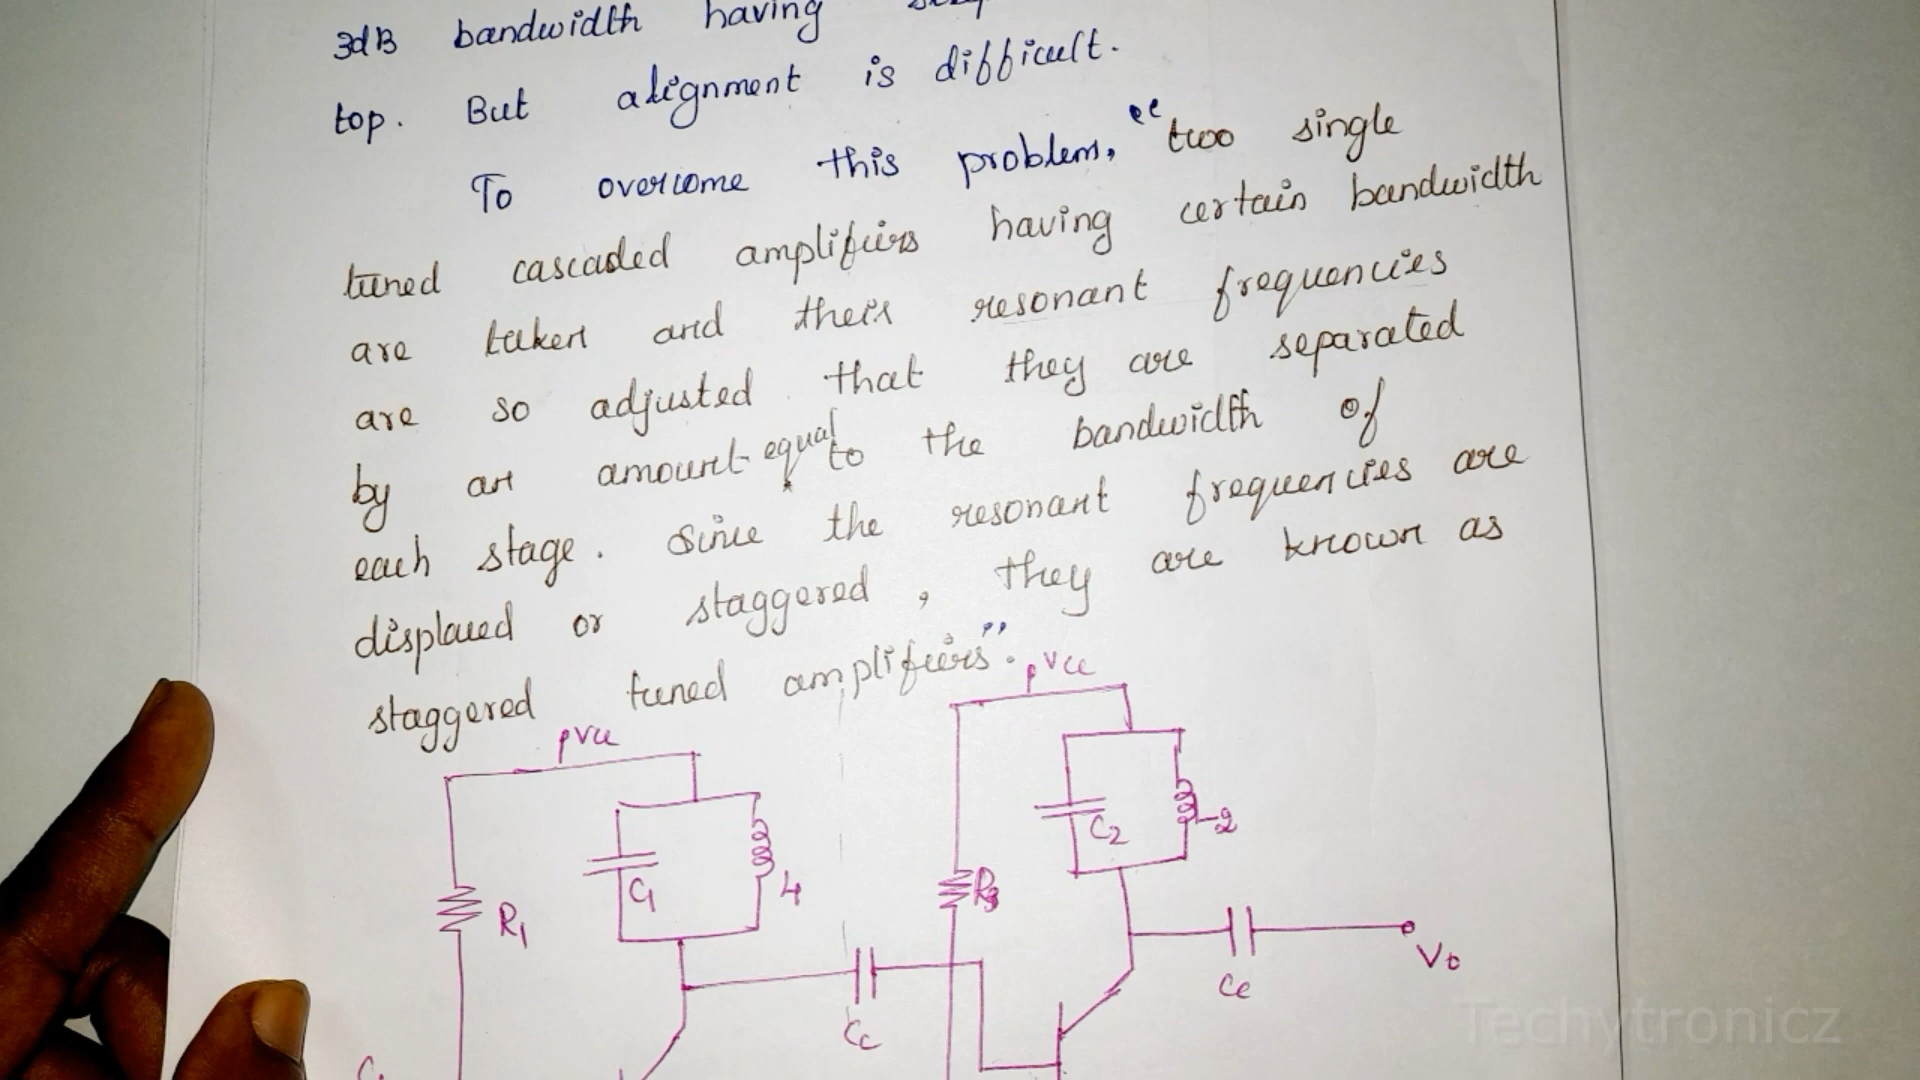 3dB bandwidth having
top. But alignment is difficult.
To overcome this problem, "two single
tuned cascaded amplifiers having certain bandwidth
are taken and their resonant frequencies
are so adjusted that they are separated
by an amount equal to the bandwidth of
each stage. Since the resonant frequencies are
displaced or staggered, they are known as
staggered tuned amplifiers".
Vcc
Vcc
C1
L1
R1
C2
L2
R3
Cc
Cc
Vo
Techytronicz